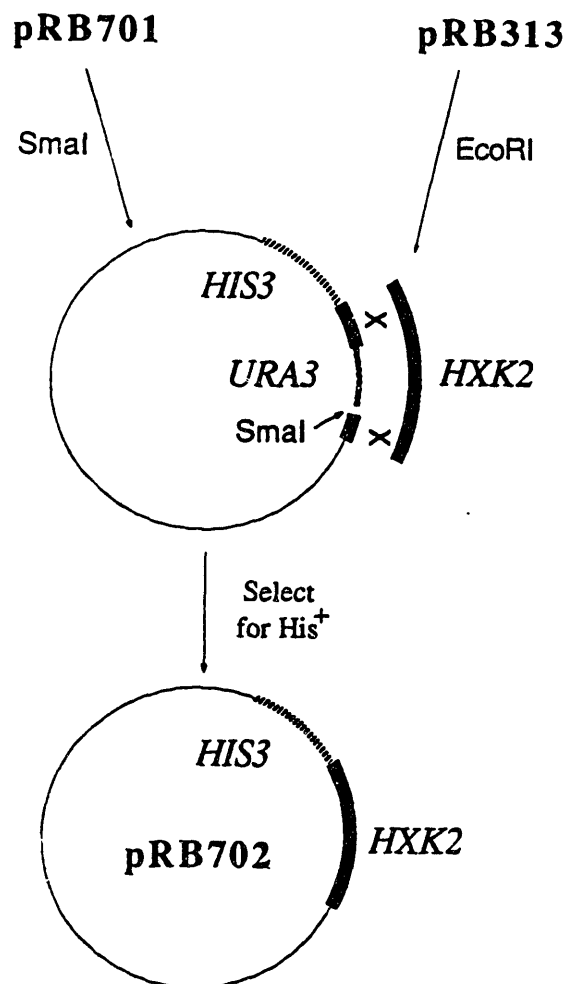 pRB701
pRB313
SmaI
EcoRI
HIS3
X
URA3
HXK2
SmaI
X
Select
for His+
HIS3
pRB702
HXK2